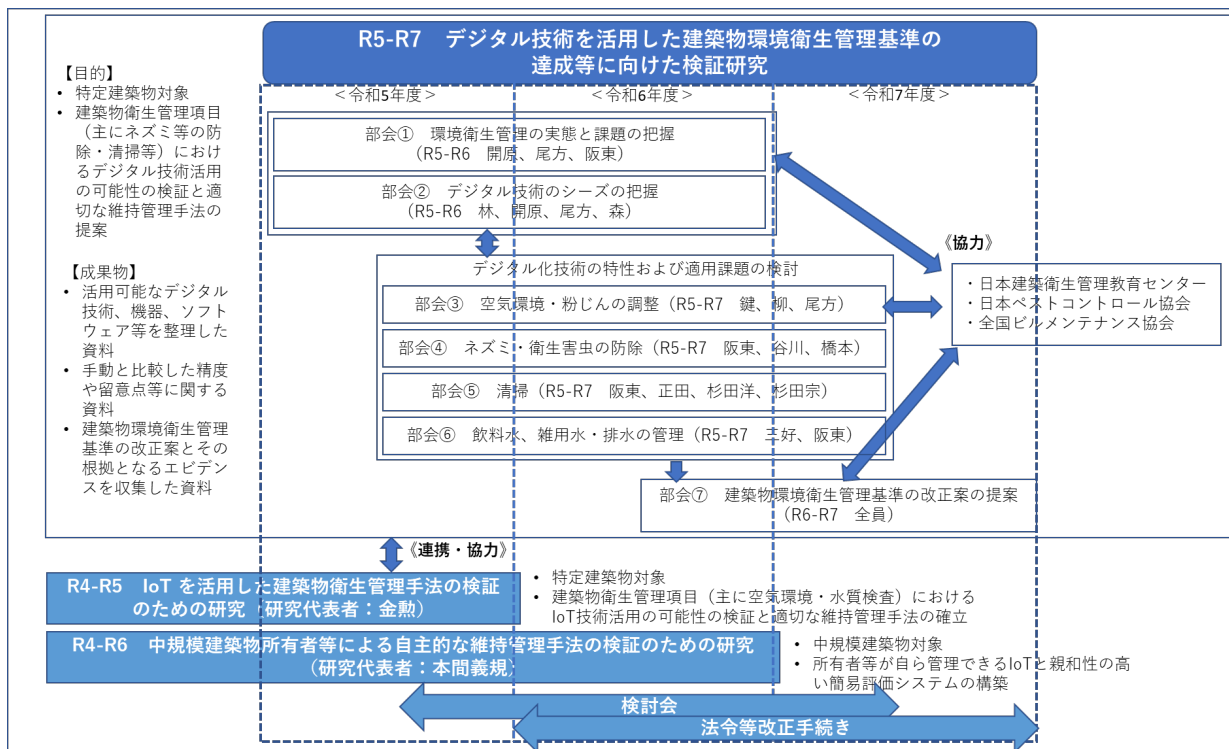 R5-R7 デジタル技術を活用した建築物環境衛生管理基準の
達成等に向けた検証研究
【目的】
• 特定建築物対象
• 建築物衛生管理項目
（主にネズミ等の防
除・清掃等）におけ
るデジタル技術活用
の可能性の検証と適
切な維持管理手法の
提案
【成果物】
• 活用可能なデジタル
技術、機器、ソフト
ウェア等を整理した
資料
• 手動と比較した精度
や留意点等に関する
資料
• 建築物環境衛生管理
基準の改正案とその
根拠となるエビデン
スを収集した資料
＜令和5年度＞
＜令和6年度＞
＜令和7年度＞
部会① 環境衛生管理の実態と課題の把握
（R5-R6 開原、尾方、阪東）
部会② デジタル技術のシーズの把握
（R5-R6 林、開原、尾方、森）
デジタル化技術の特性および適用課題の検討
部会③ 空気環境・粉じんの調整（R5-R7 鍵、柳、尾方）
部会④ ネズミ・衛生害虫の防除（R5-R7 阪東、谷川、橋本）
部会⑤ 清掃（R5-R7 阪東、正田、杉田洋、杉田宗）
部会⑥ 飲料水、雑用水・排水の管理（R5-R7 三好、阪東）
部会⑦ 建築物環境衛生管理基準の改正案の提案
（R6-R7 全員）
《協力》
・日本建築衛生管理教育センター
・日本ペストコントロール協会
・全国ビルメンテナンス協会
《連携・協力》
R4-R5 IoT を活用した建築物衛生管理手法の検証
のための研究（研究代表者：金勲）
• 特定建築物対象
• 建築物衛生管理項目（主に空気環境・水質検査）における
IoT技術活用の可能性の検証と適切な維持管理手法の確立
R4-R6 中規模建築物所有者等による自主的な維持管理手法の検証のための研究
（研究代表者：本間義規）
• 中規模建築物対象
• 所有者等が自ら管理できるIoTと親和性の高
い簡易評価システムの構築
検討会
法令等改正手続き